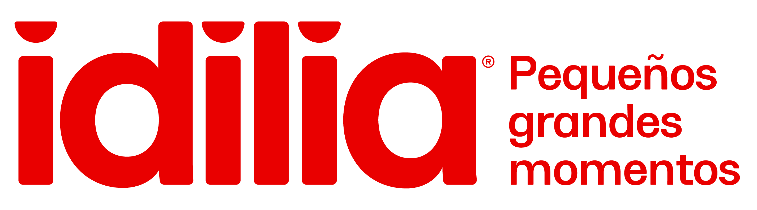 idilia®
Pequeños
grandes
momentos